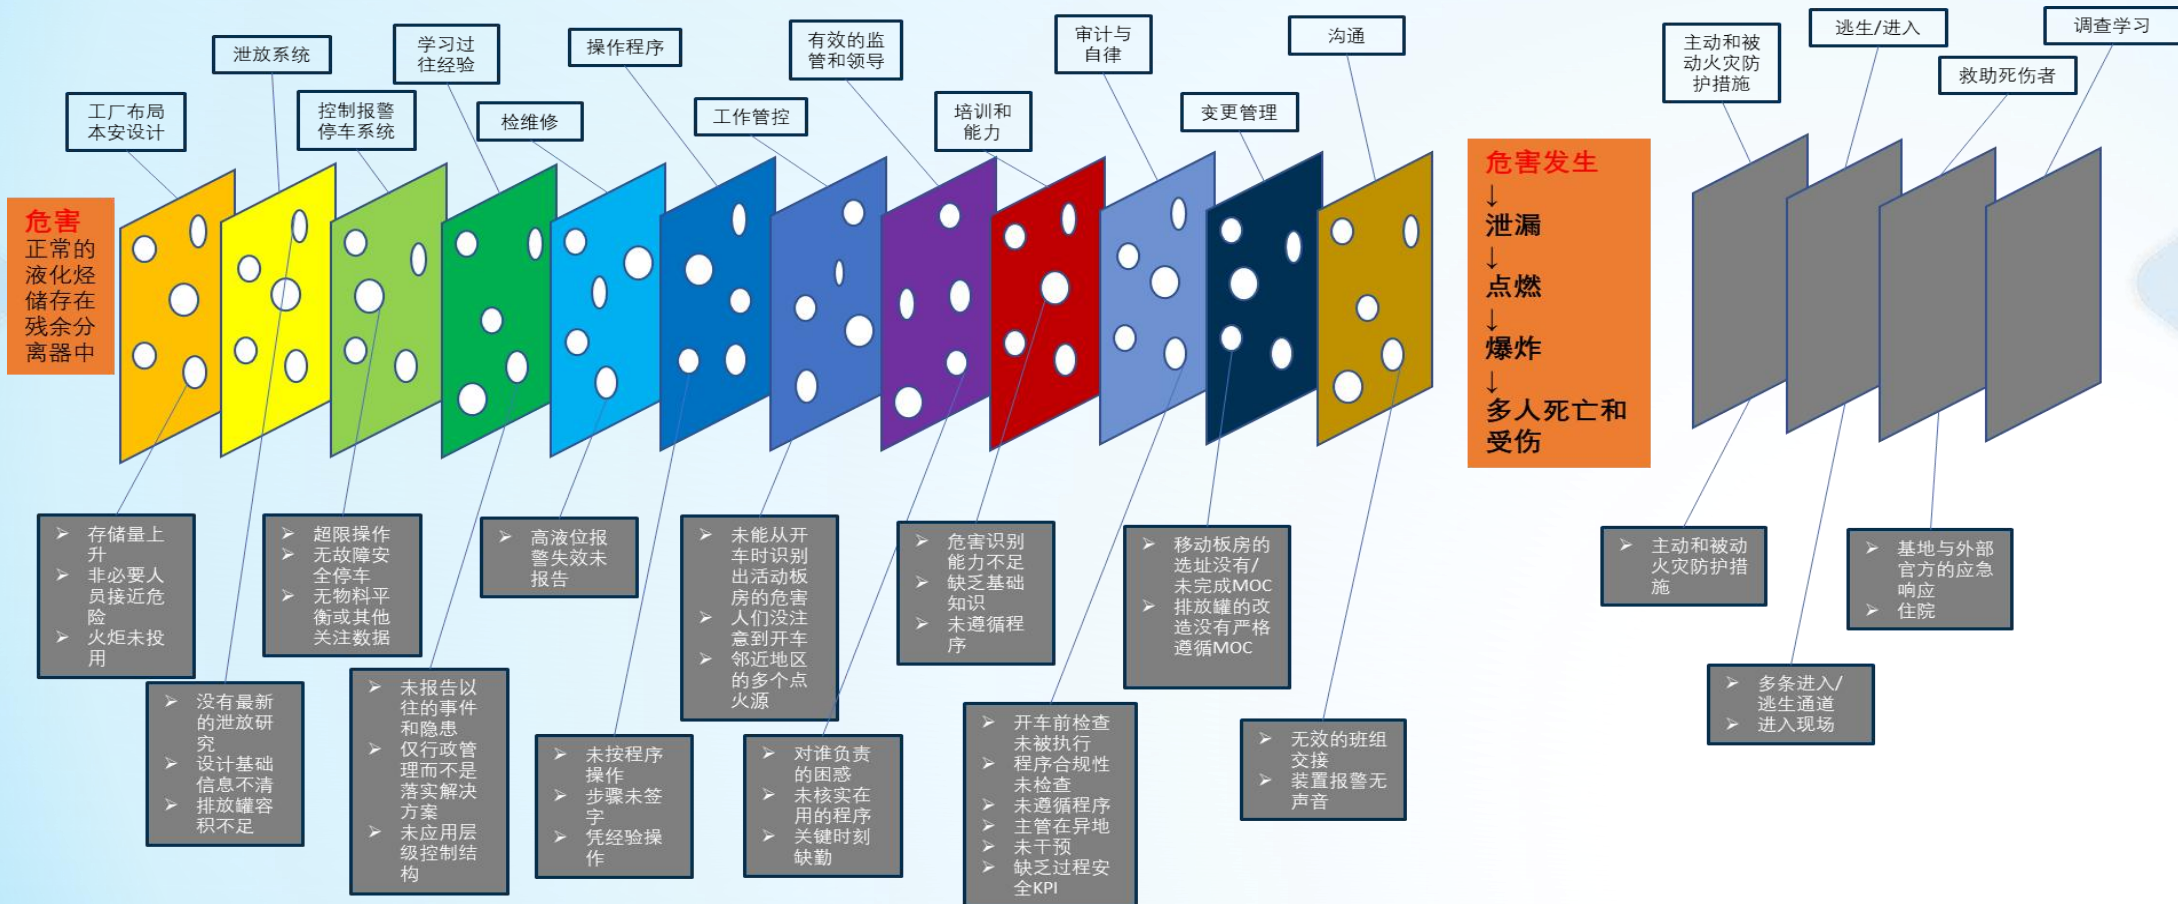 泄放系统
学习过
往经验
操作程序
有效的监
管和领导
审计与
自律
沟通
主动和被
动火灾防
护措施
逃生/进入
调查学习
工厂布局
本安设计
控制报警
停车系统
检维修
工作管控
培训和
能力
变更管理
救助死伤者
危害
正常的
液化烃
储存在
残余分
离器中
危害发生
↓
泄漏
↓
点燃
↓
爆炸
↓
多人死亡和
受伤
➢ 存储量上
升
➢ 非必要人
员接近危
险
➢ 火炬未投
用
➢ 没有最新
的泄放研
究
➢ 设计基础
信息不清
➢ 排放罐容
积不足
➢ 超限操作
➢ 无故障安
全停车
➢ 无物料平
衡或其他
关注数据
➢ 未报告以
往的事件
和隐患
➢ 仅行政管
理而不是
落实解决
方案
➢ 未应用层
级控制结
构
➢ 高液位报
警失效未
报告
➢ 未按程序
操作
➢ 步骤未签
字
➢ 凭经验操
作
➢ 未能从开
车时识别
出活动板
房的危害
➢ 人们没注
意到开车
➢ 邻近地区
的多个点
火源
➢ 对谁负责
的困惑
➢ 未核实在
用的程序
➢ 关键时刻
缺勤
➢ 危害识别
能力不足
➢ 缺乏基础
知识
➢ 未遵循程
序
➢ 开车前检查
未被执行
➢ 程序合规性
未检查
➢ 未遵循程序
➢ 主管在异地
➢ 未干预
➢ 缺乏过程安
全KPI
➢ 移动板房的
选址没有/
未完成MOC
➢ 排放罐的改
造没有严格
遵循MOC
➢ 无效的班组
交接
➢ 装置报警无
声音
➢ 主动和被动
火灾防护措
施
➢ 多条进入/
逃生通道
➢ 进入现场
➢ 基地与外部
官方的应急
响应
➢ 住院